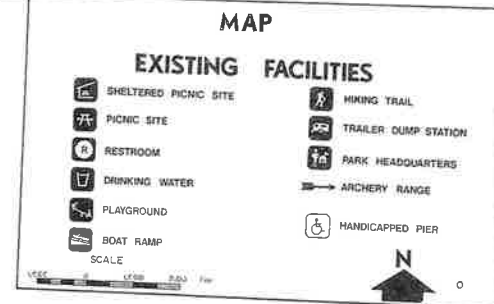 MAP
EXISTING FACILITIES
SHELTERED PICNIC SITE
PICNIC SITE
R
RESTROOM
DRINKING WATER
PLAYGROUND
BOAT RAMP
SCALE
HIKING TRAIL
TRAILER DUMP STATION
PARK HEADQUARTERS
ARCHERY RANGE
HANDICAPPED PIER
N